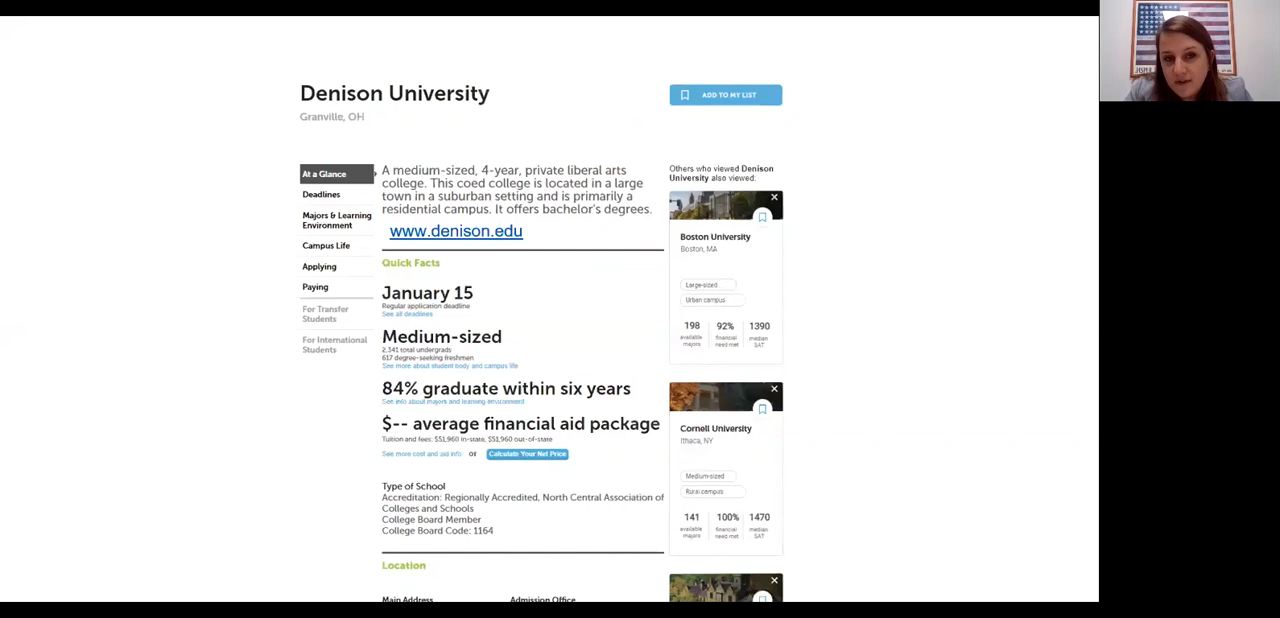 Denison University
Granville, OH
ADD TO MY LIST
At a Glance
Deadlines
Majors & Learning
Environment
Campus Life
Applying
Paying
For Transfer
Students
For International
Students
A medium-sized, 4-year, private liberal arts
college. This coed college is located in a large
town in a suburban setting and is primarily a
residential campus. It offers bachelor's degrees.
www.denison.edu
Quick Facts
January 15
Regular application deadline
See all deadlines
Medium-sized
2,341 total undergrads
617 degree-seeking freshmen
See more about student body and campus life
84% graduate within six years
See info about majors and learning environment
$-- average financial aid package
Tuition and fees: $51,960 in-state, $51,960 out-of-state
See more cost and aid info or Calculate Your Net Price
Type of School
Accreditation: Regionally Accredited, North Central Association of
Colleges and Schools
College Board Member
College Board Code: 1164
Location
Main Address Admission Office
Others who viewed Denison
University also viewed:
Boston University
Boston, MA
Large-sized
Urban campus
198 92% 1390
available financial median
majors need met SAT
Cornell University
Ithaca, NY
Medium-sized
Rural campus
141 100% 1470
available financial median
majors need met SAT